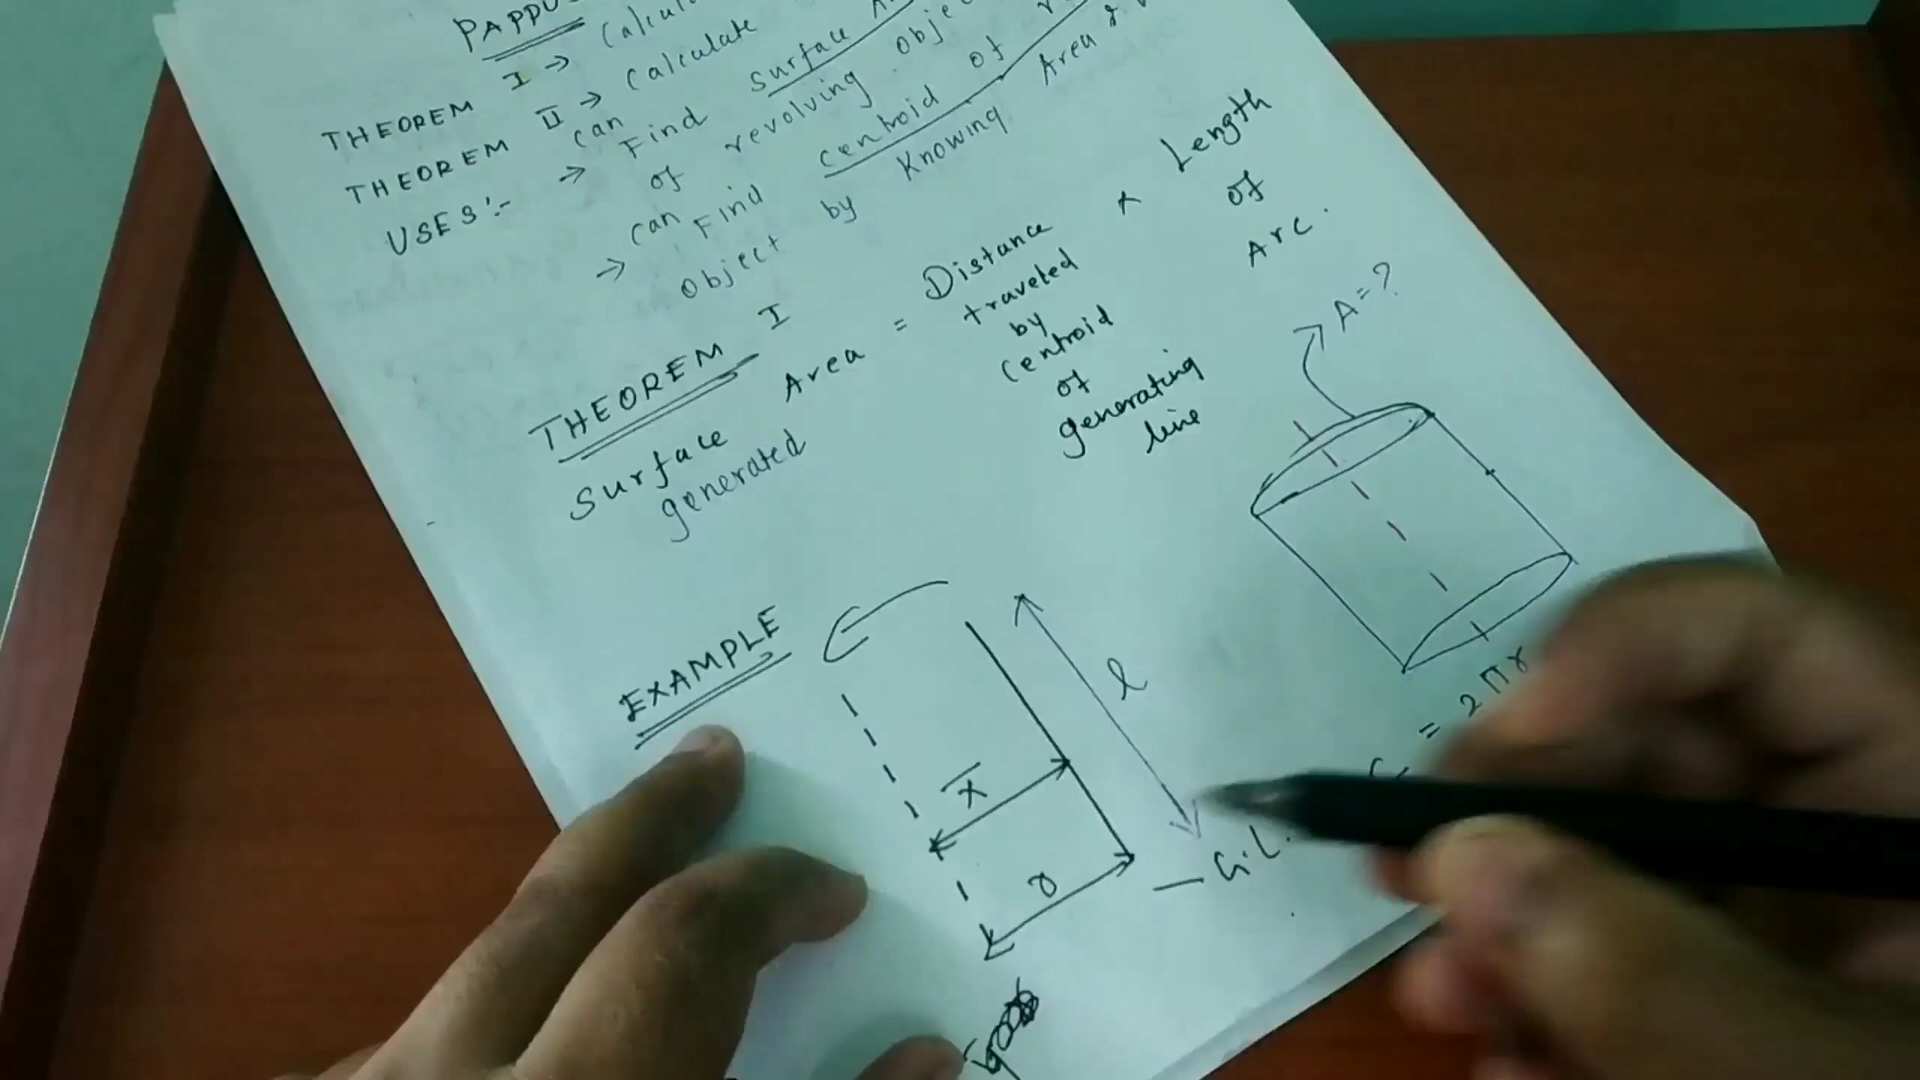 PAPPU
THEOREM I → Calcul
THEOREM II → Calculate
USES:- → can Find Surface A
of revolving Obje
→ can Find centroid of r
Object by Knowing Area &
THEOREM I
Surface Area generated = Distance traveled by centroid of generating line × Length of Arc.
A = ?
EXAMPLE
l
x̄
r
G.L.
C = 2πr